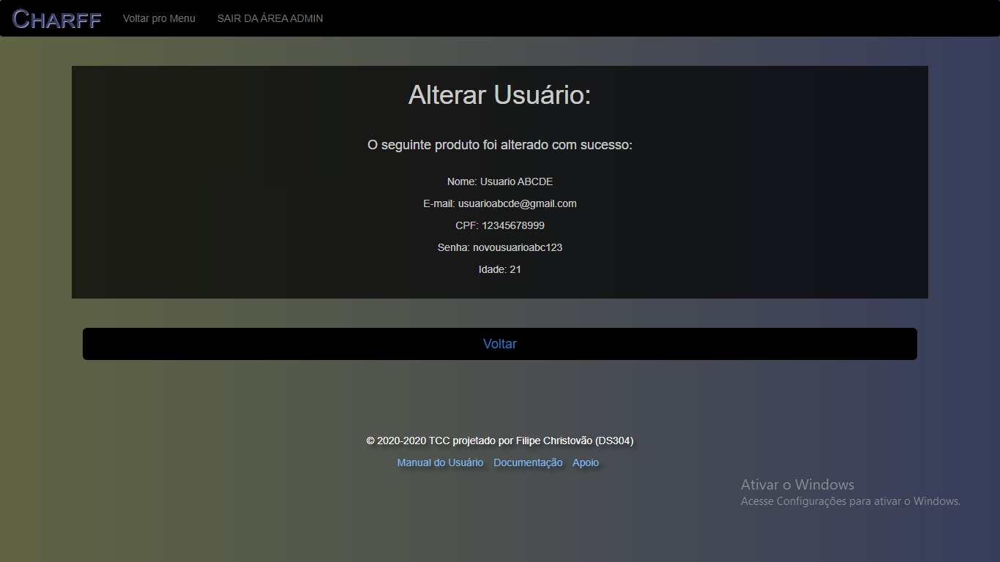 CHARFF Voltar pro Menu SAIR DA ÁREA ADMIN
Alterar Usuário:
O seguinte produto foi alterado com sucesso:
Nome: Usuario ABCDE
E-mail: usuarioabcde@gmail.com
CPF: 12345678999
Senha: novousuarioabc123
Idade: 21
Voltar
© 2020-2020 TCC projetado por Filipe Christovão (DS304)
Manual do Usuário Documentação Apoio
Ativar o Windows
Acesse Configurações para ativar o Windows.